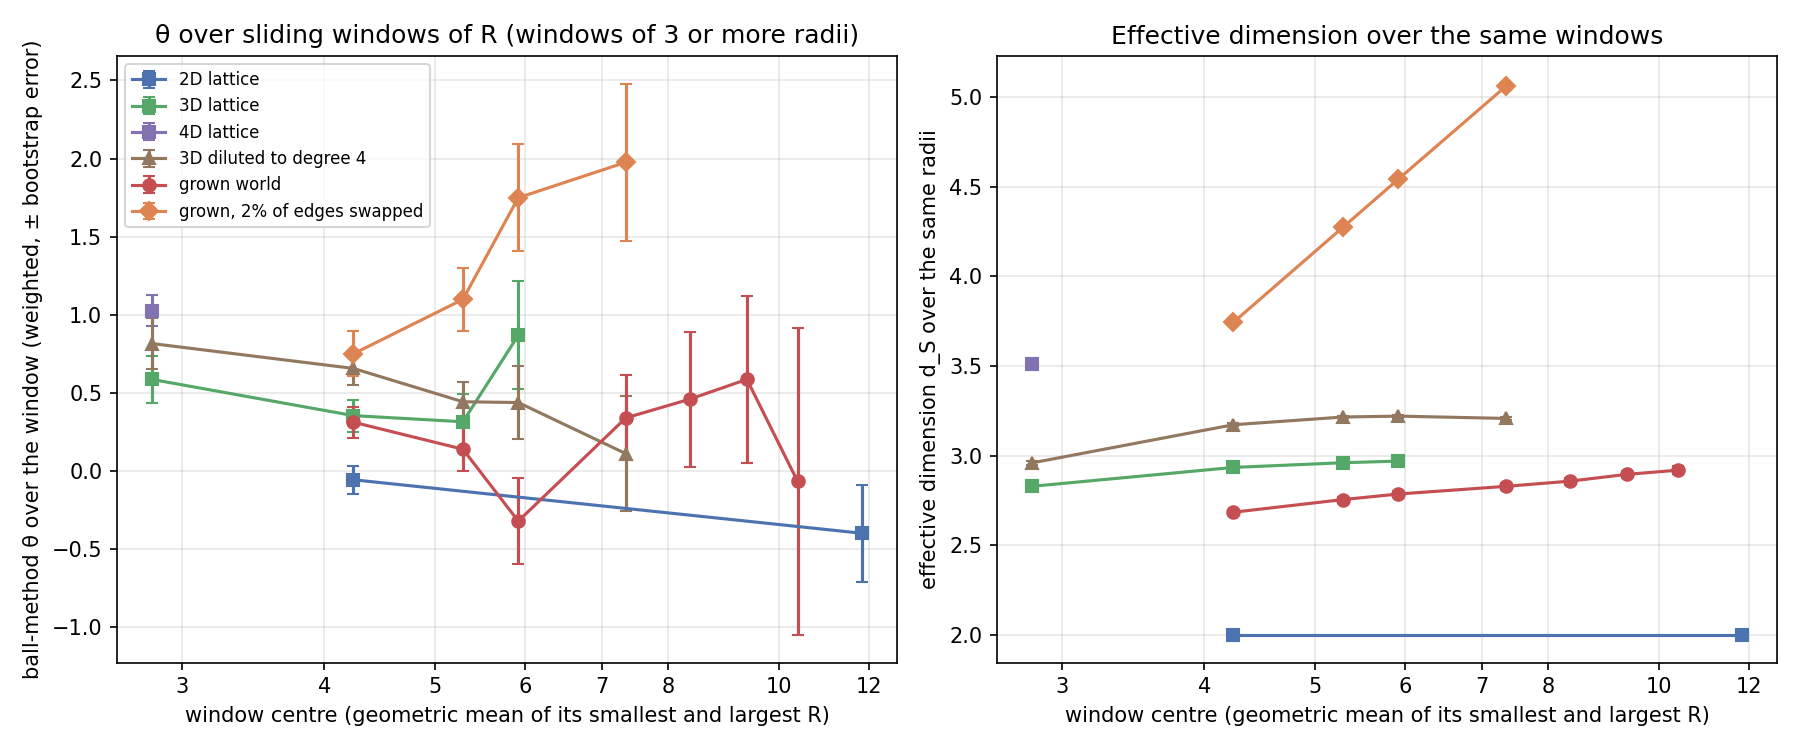 θ over sliding windows of R (windows of 3 or more radii)
ball-method θ over the window (weighted, ± bootstrap error)
2.5
2.0
1.5
1.0
0.5
0.0
−0.5
−1.0
2D lattice
3D lattice
4D lattice
3D diluted to degree 4
grown world
grown, 2% of edges swapped
3 4 5 6 7 8 10 12
window centre (geometric mean of its smallest and largest R)
Effective dimension over the same windows
effective dimension d_S over the same radii
5.0
4.5
4.0
3.5
3.0
2.5
2.0
3 4 5 6 7 8 10 12
window centre (geometric mean of its smallest and largest R)